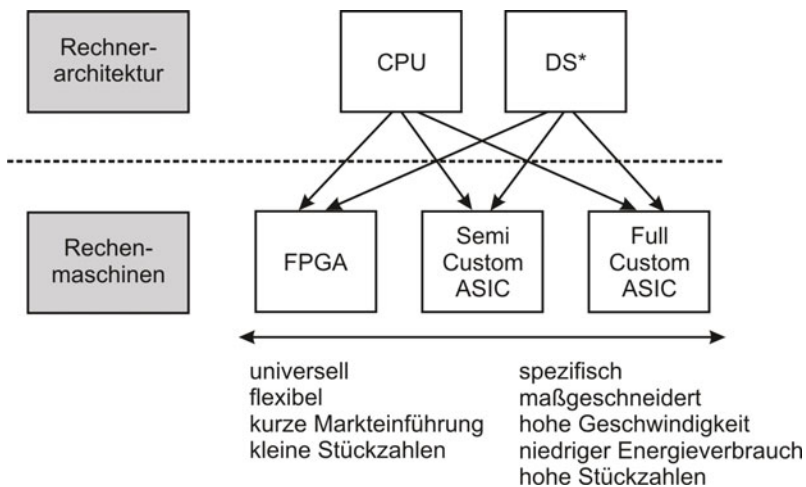 Rechner-
architektur
CPU
DS*
Rechen-
maschinen
FPGA
Semi
Custom
ASIC
Full
Custom
ASIC
universell
flexibel
kurze Markteinführung
kleine Stückzahlen
spezifisch
maßgeschneidert
hohe Geschwindigkeit
niedriger Energieverbrauch
hohe Stückzahlen